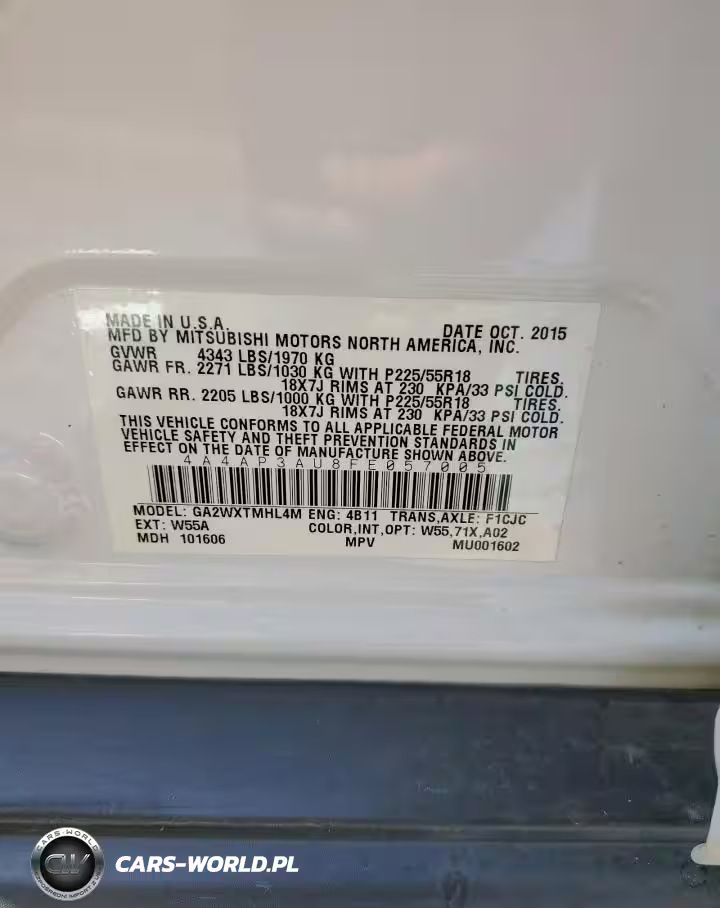 MADE IN U.S.A. DATE OCT. 2015
MFD BY MITSUBISHI MOTORS NORTH AMERICA, INC.
GVWR 4343 LBS/1970 KG
GAWR FR. 2271 LBS/1030 KG WITH P225/55R18 TIRES,
18X7J RIMS AT 230 KPA/33 PSI COLD.
GAWR RR. 2205 LBS/1000 KG WITH P225/55R18 TIRES,
18X7J RIMS AT 230 KPA/33 PSI COLD.
THIS VEHICLE CONFORMS TO ALL APPLICABLE FEDERAL MOTOR
VEHICLE SAFETY AND THEFT PREVENTION STANDARDS IN
EFFECT ON THE DATE OF MANUFACTURE SHOWN ABOVE.
4A4AP3AU8FE057005
MODEL: GA2WXTMHL4M ENG: 4B11 TRANS,AXLE: F1CJC
EXT: W55A COLOR,INT,OPT: W55,71X,A02
MDH 101606 MPV MU001602
CARS-WORLD
CW
CARS-WORLD.PL